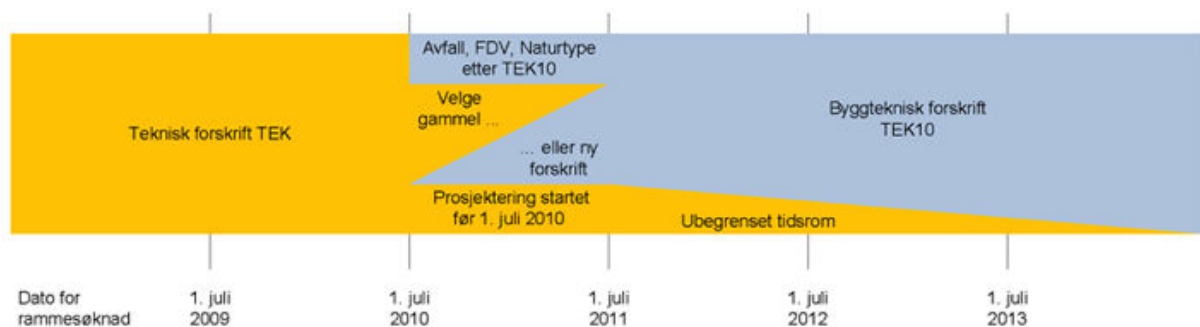 Avfall, FDV, Naturtype
etter TEK10
Velge
gammel ...
Teknisk forskrift TEK
Byggteknisk forskrift
TEK10
... eller ny
forskrift
Prosjektering startet
før 1. juli 2010
Ubegrenset tidsrom
Dato for
rammesøknad
1. juli
2009
1. juli
2010
1. juli
2011
1. juli
2012
1. juli
2013